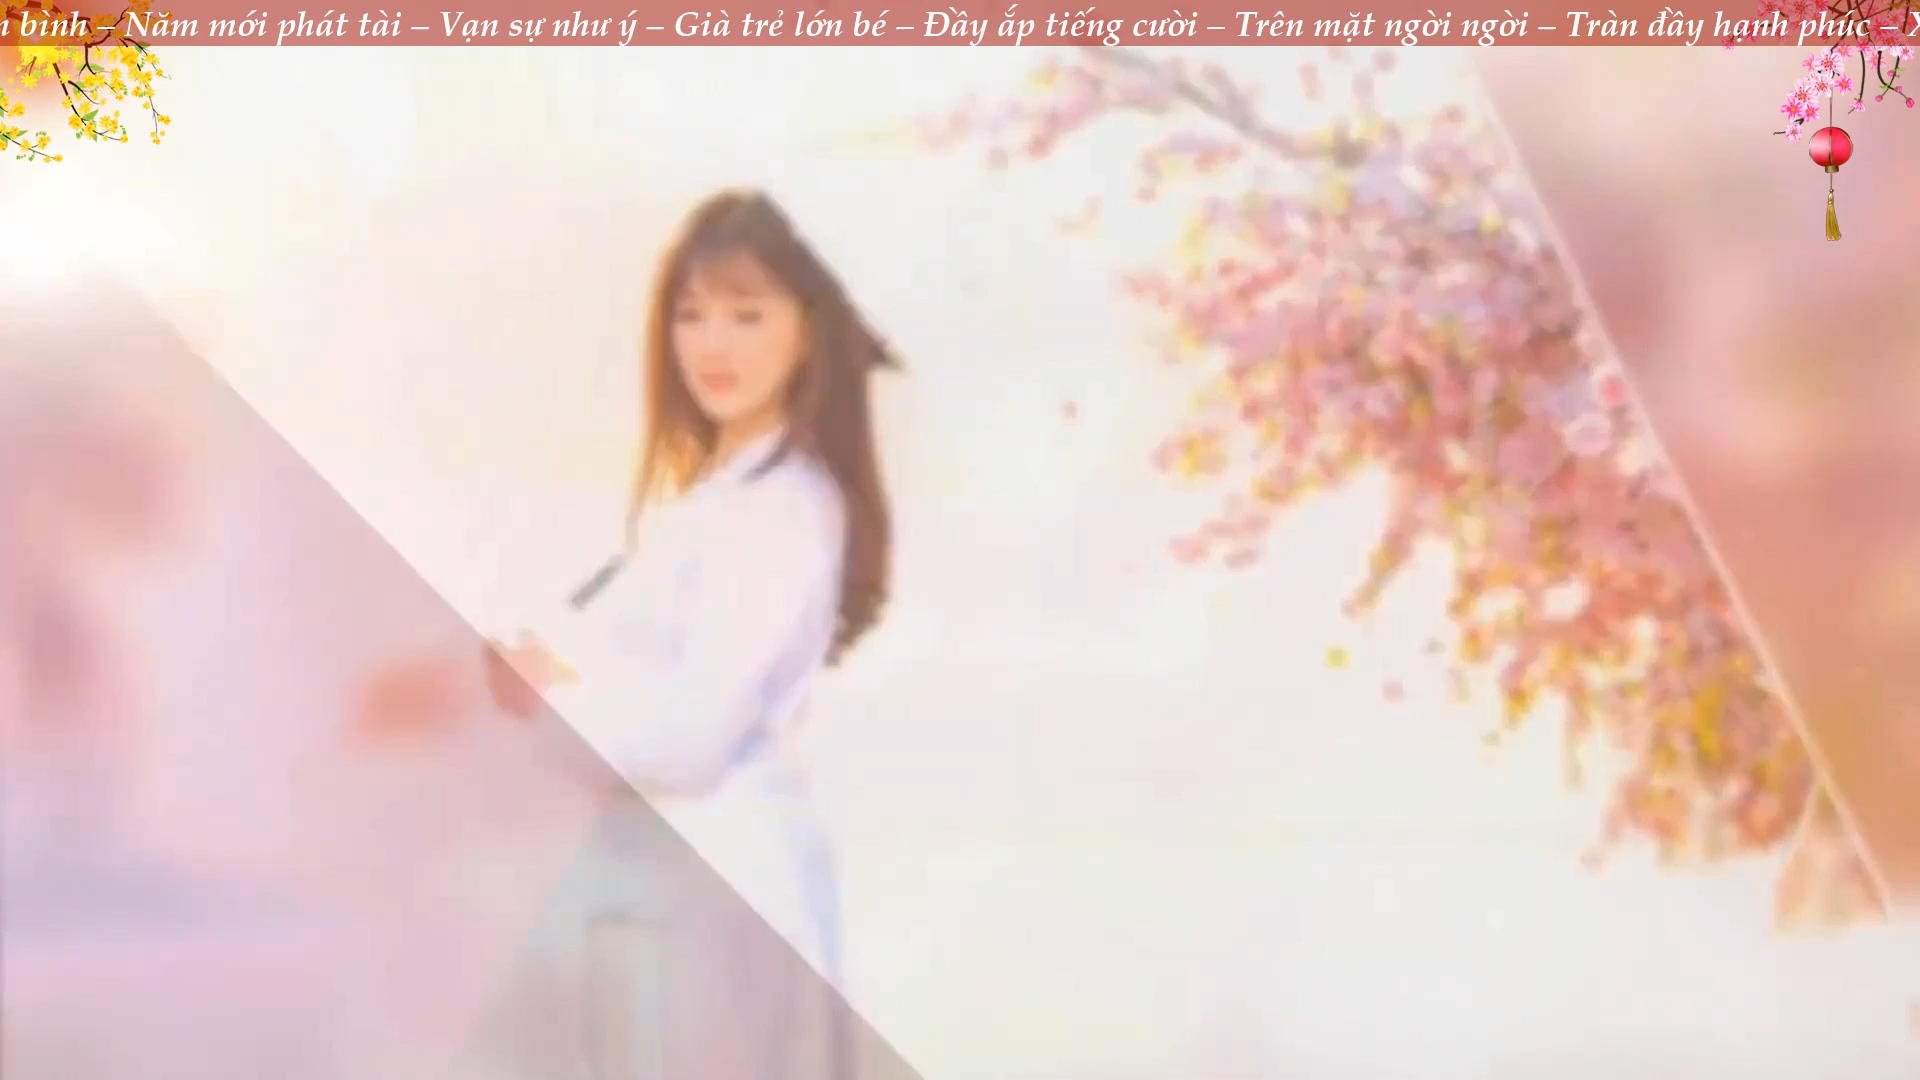 bình – Năm mới phát tài – Vạn sự như ý – Già trẻ lớn bé – Đầy ắp tiếng cười – Trên mặt ngời ngời – Tràn đầy hạnh phúc –